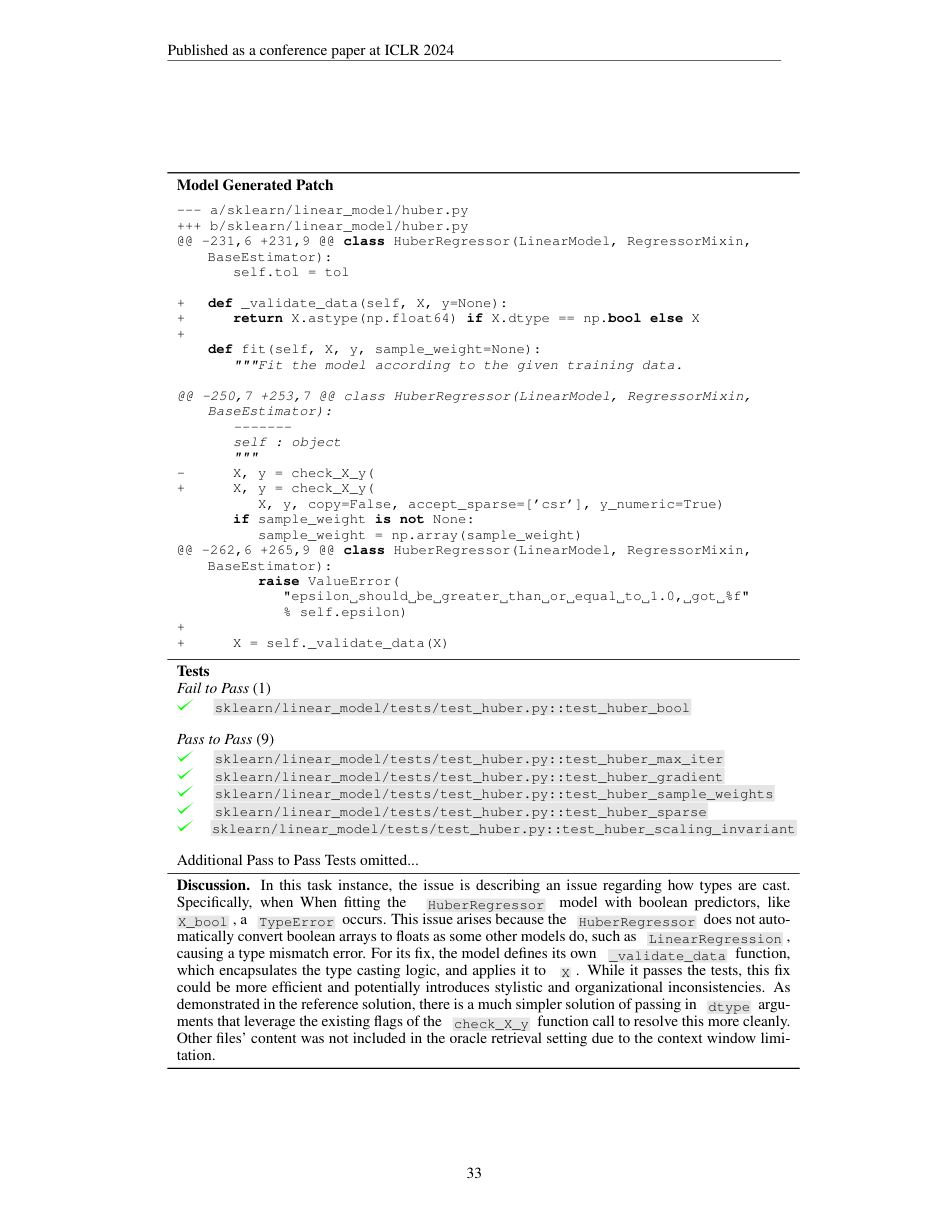 Published as a conference paper at ICLR 2024
Model Generated Patch
--- a/sklearn/linear_model/huber.py
+++ b/sklearn/linear_model/huber.py
@@ -231,6 +231,9 @@ class HuberRegressor(LinearModel, RegressorMixin,
    BaseEstimator):
       self.tol = tol
+   def _validate_data(self, X, y=None):
+      return X.astype(np.float64) if X.dtype == np.bool else X
+
    def fit(self, X, y, sample_weight=None):
       """Fit the model according to the given training data.
@@ -250,7 +253,7 @@ class HuberRegressor(LinearModel, RegressorMixin,
    BaseEstimator):
       -------
       self : object
       """
-      X, y = check_X_y(
+      X, y = check_X_y(
          X, y, copy=False, accept_sparse=['csr'], y_numeric=True)
       if sample_weight is not None:
          sample_weight = np.array(sample_weight)
@@ -262,6 +265,9 @@ class HuberRegressor(LinearModel, RegressorMixin,
    BaseEstimator):
          raise ValueError(
             "epsilon␣should␣be␣greater␣than␣or␣equal␣to␣1.0,␣got␣%f"
             % self.epsilon)
+
+      X = self._validate_data(X)
Tests
Fail to Pass (1)
✓ sklearn/linear_model/tests/test_huber.py::test_huber_bool
Pass to Pass (9)
✓ sklearn/linear_model/tests/test_huber.py::test_huber_max_iter
✓ sklearn/linear_model/tests/test_huber.py::test_huber_gradient
✓ sklearn/linear_model/tests/test_huber.py::test_huber_sample_weights
✓ sklearn/linear_model/tests/test_huber.py::test_huber_sparse
✓ sklearn/linear_model/tests/test_huber.py::test_huber_scaling_invariant
Additional Pass to Pass Tests omitted...
Discussion. In this task instance, the issue is describing an issue regarding how types are cast.
Specifically, when When fitting the HuberRegressor model with boolean predictors, like
X_bool , a TypeError occurs. This issue arises because the HuberRegressor does not auto-
matically convert boolean arrays to floats as some other models do, such as LinearRegression ,
causing a type mismatch error. For its fix, the model defines its own _validate_data function,
which encapsulates the type casting logic, and applies it to X . While it passes the tests, this fix
could be more efficient and potentially introduces stylistic and organizational inconsistencies. As
demonstrated in the reference solution, there is a much simpler solution of passing in dtype argu-
ments that leverage the existing flags of the check_X_y function call to resolve this more cleanly.
Other files' content was not included in the oracle retrieval setting due to the context window limi-
tation.
33